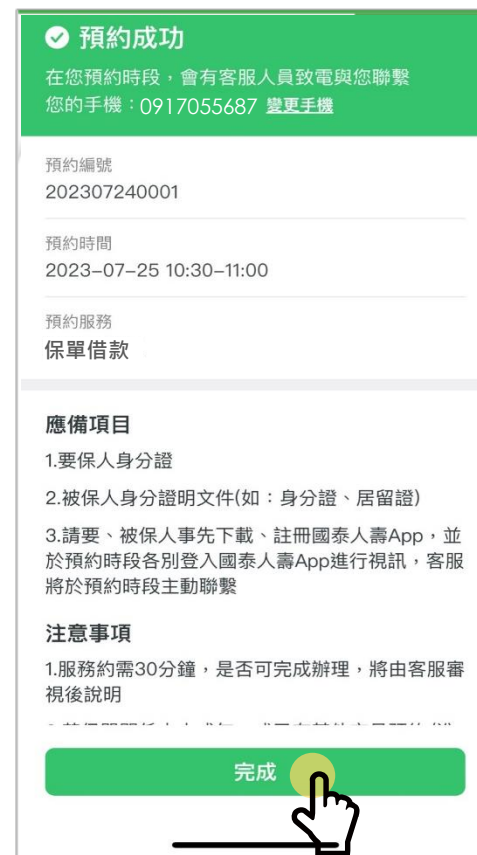 預約成功
在您預約時段，會有客服人員致電與您聯繫
您的手機：0917055687 變更手機
預約編號
202307240001
預約時間
2023–07–25 10:30–11:00
預約服務
保單借款
應備項目
1.要保人身分證
2.被保人身分證明文件(如：身分證、居留證)
3.請要、被保人事先下載、註冊國泰人壽App，並
於預約時段各別登入國泰人壽App進行視訊，客服
將於預約時段主動聯繫
注意事項
1.服務約需30分鐘，是否可完成辦理，將由客服審
視後說明
完成